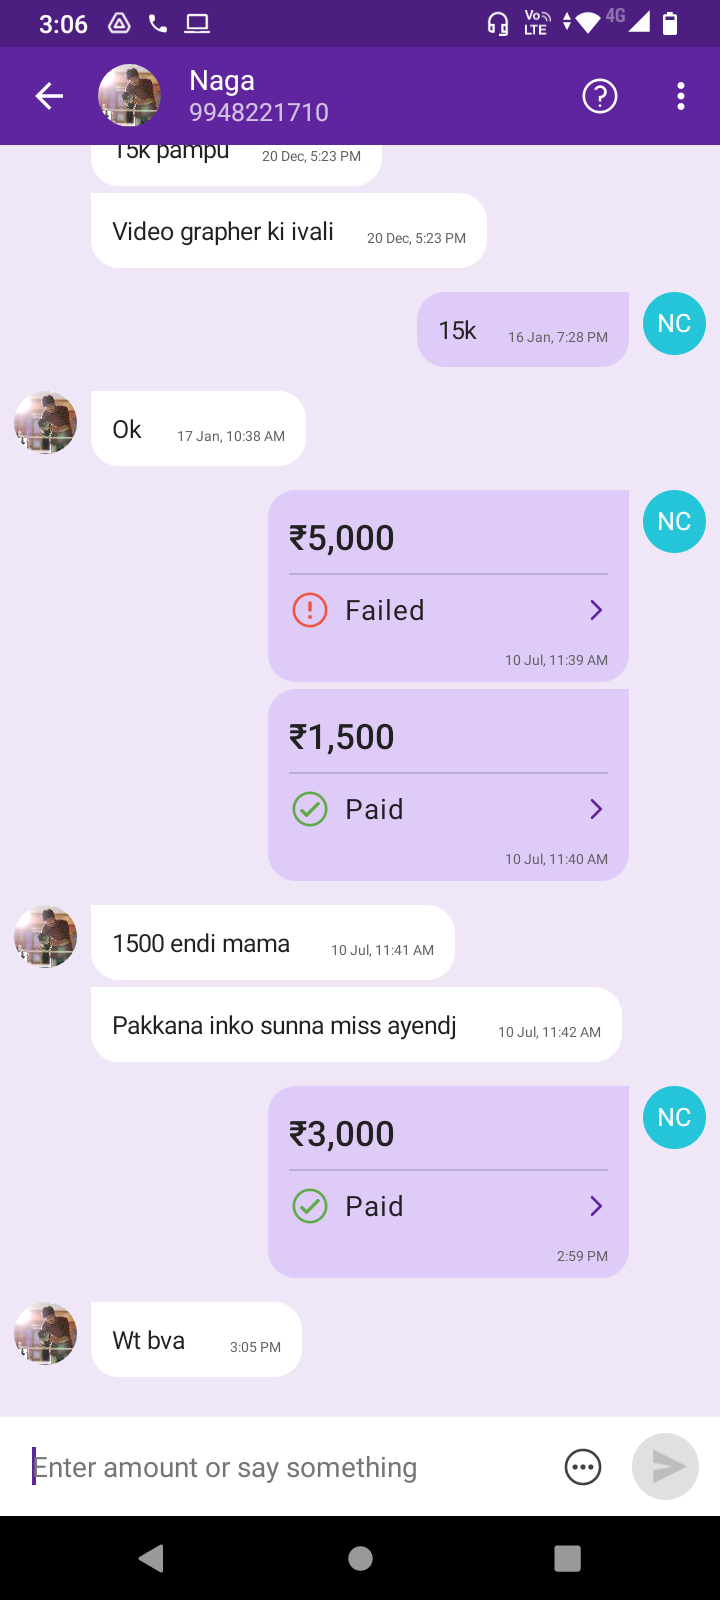 3:06
Vo
LTE
4G
Naga
9948221710
15k pampu 20 Dec, 5:23 PM
Video grapher ki ivali 20 Dec, 5:23 PM
15k 16 Jan, 7:28 PM
NC
Ok 17 Jan, 10:38 AM
₹5,000
NC
Failed
10 Jul, 11:39 AM
₹1,500
Paid
10 Jul, 11:40 AM
1500 endi mama 10 Jul, 11:41 AM
Pakkana inko sunna miss ayendj 10 Jul, 11:42 AM
₹3,000
NC
Paid
2:59 PM
Wt bva 3:05 PM
Enter amount or say something